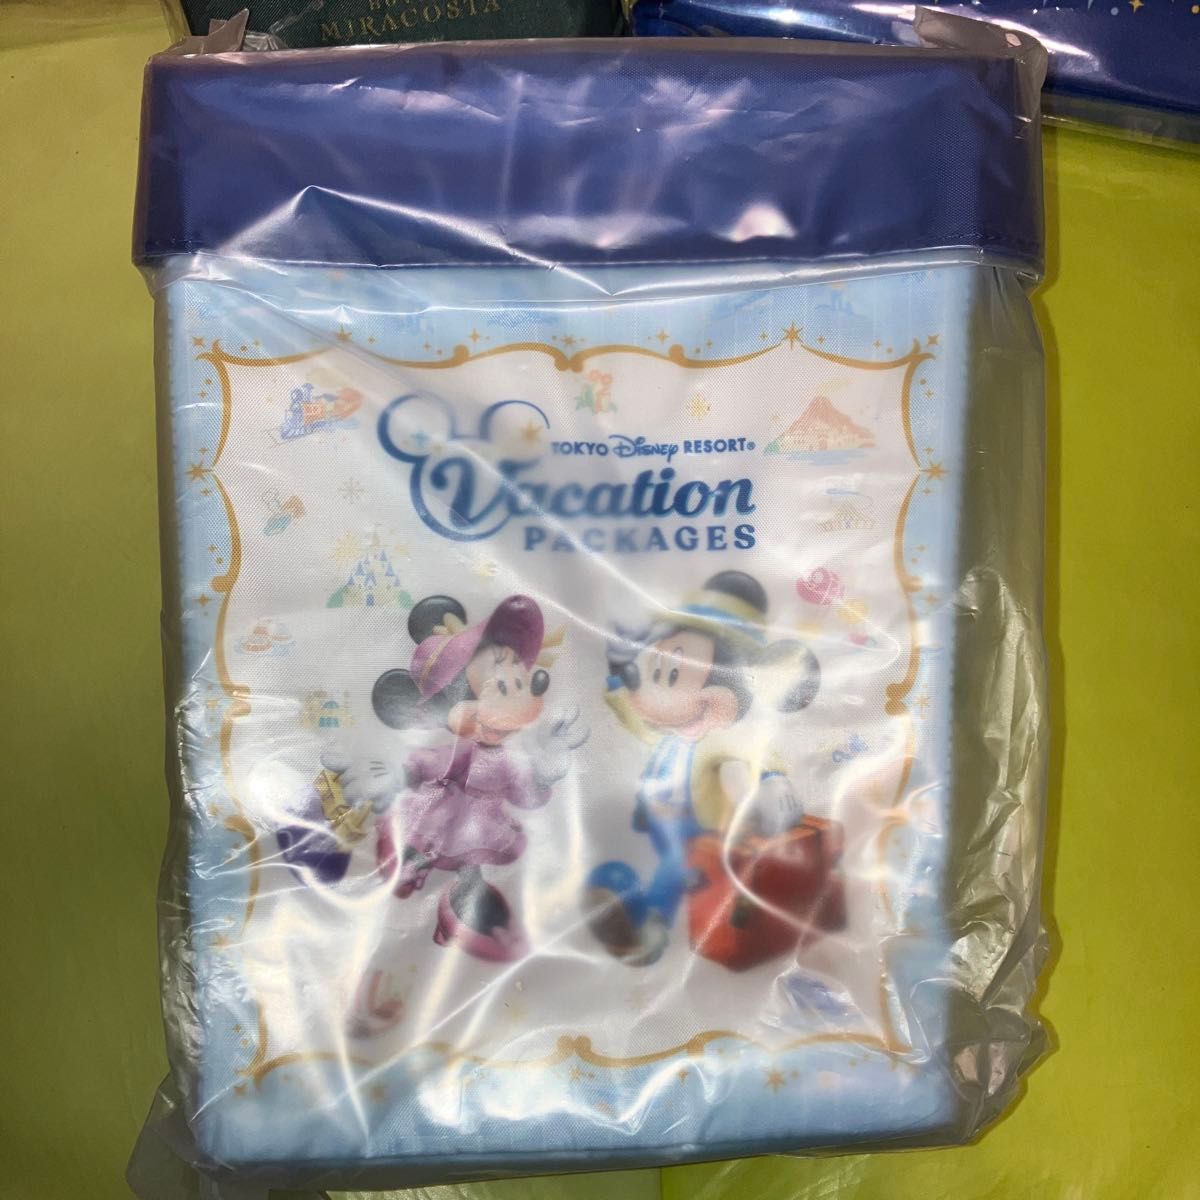 MIRACOSTA
TOKYO Disney RESORT®
Vacation
PACKAGES